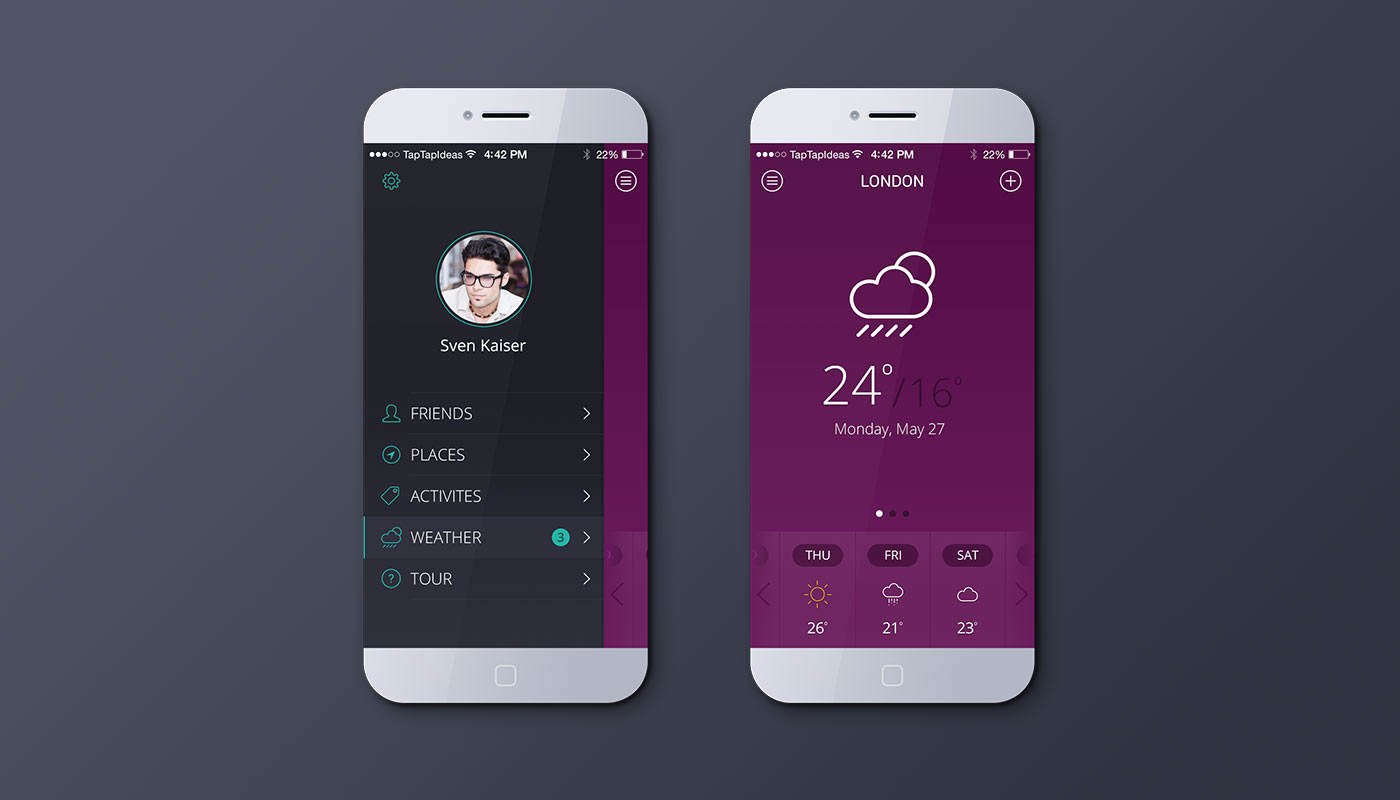 TapTapIdeas 4:42 PM 22%
Sven Kaiser
FRIENDS
PLACES
ACTIVITES
WEATHER 3
? TOUR
TapTapIdeas 4:42 PM 22%
LONDON
24°/16°
Monday, May 27
THU FRI SAT
26° 21° 23°